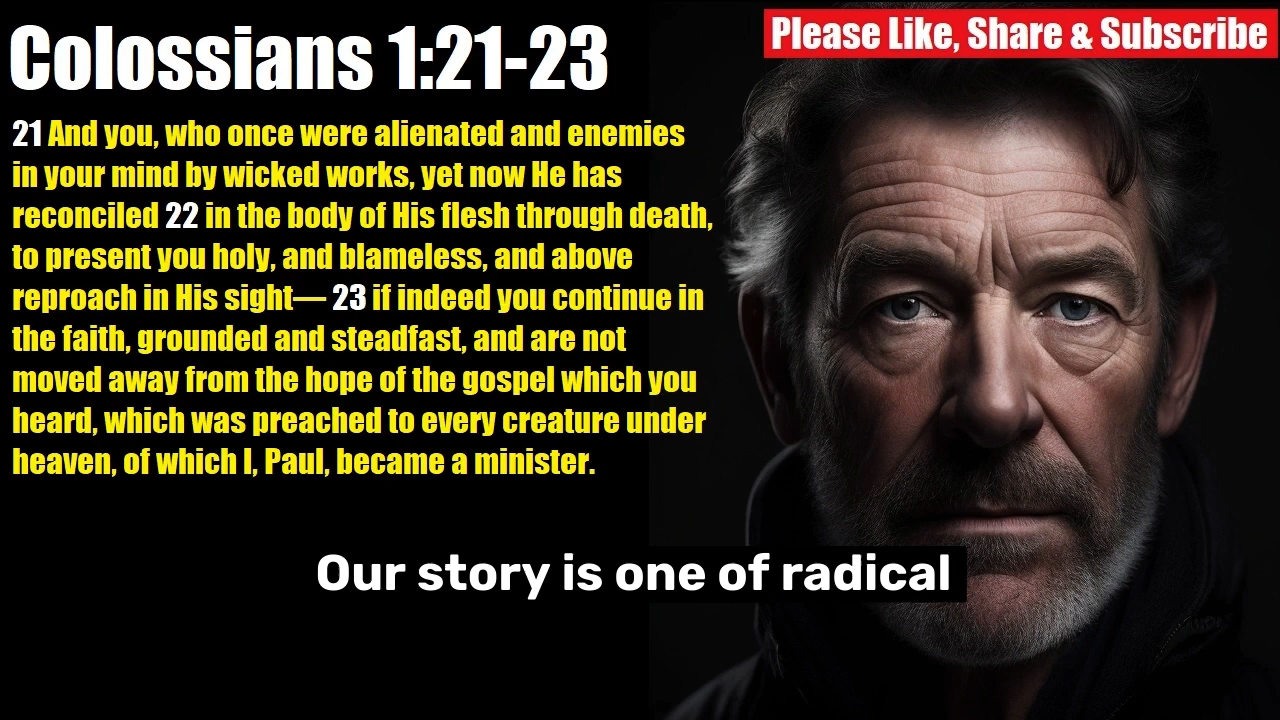 Colossians 1:21-23
Please Like, Share & Subscribe
21 And you, who once were alienated and enemies
in your mind by wicked works, yet now He has
reconciled 22 in the body of His flesh through death,
to present you holy, and blameless, and above
reproach in His sight— 23 if indeed you continue in
the faith, grounded and steadfast, and are not
moved away from the hope of the gospel which you
heard, which was preached to every creature under
heaven, of which I, Paul, became a minister.
Our story is one of radical